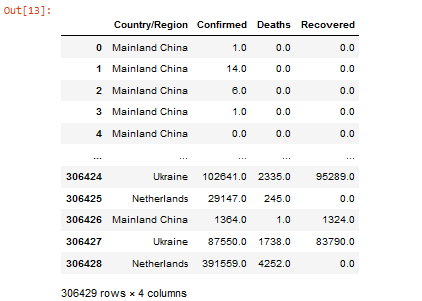 Out[13]:
Country/Region Confirmed Deaths Recovered
0 Mainland China 1.0 0.0 0.0
1 Mainland China 14.0 0.0 0.0
2 Mainland China 6.0 0.0 0.0
3 Mainland China 1.0 0.0 0.0
4 Mainland China 0.0 0.0 0.0
... ... ... ... ...
306424 Ukraine 102641.0 2335.0 95289.0
306425 Netherlands 29147.0 245.0 0.0
306426 Mainland China 1364.0 1.0 1324.0
306427 Ukraine 87550.0 1738.0 83790.0
306428 Netherlands 391559.0 4252.0 0.0
306429 rows × 4 columns